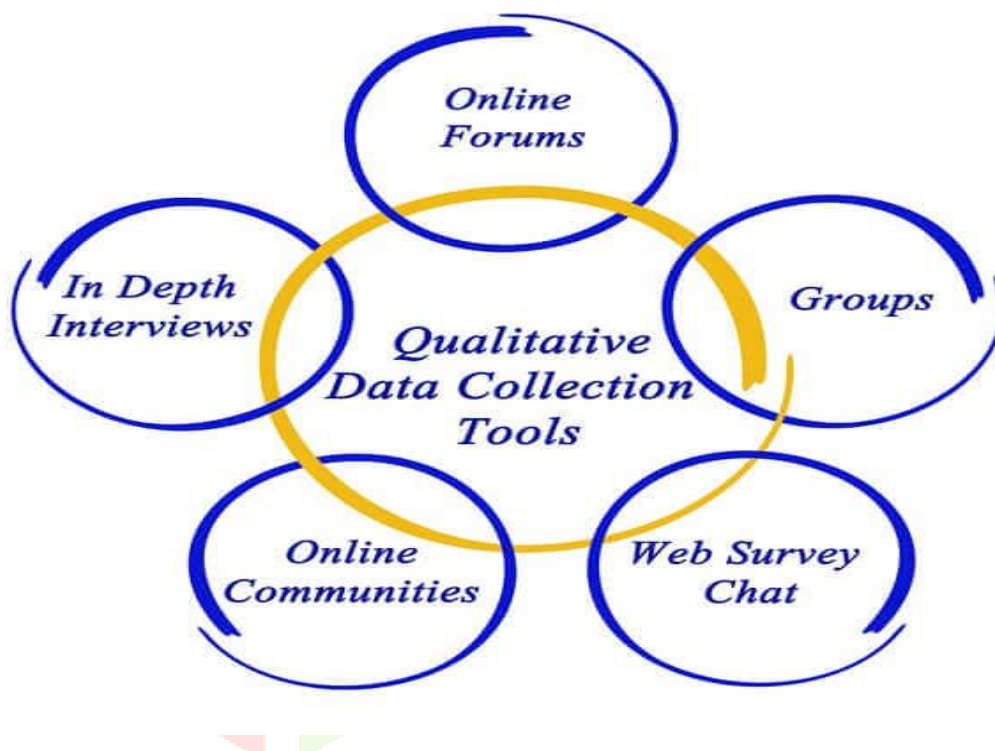 Online
Forums
In Depth
Interviews
Groups
Qualitative
Data Collection
Tools
Online
Communities
Web Survey
Chat